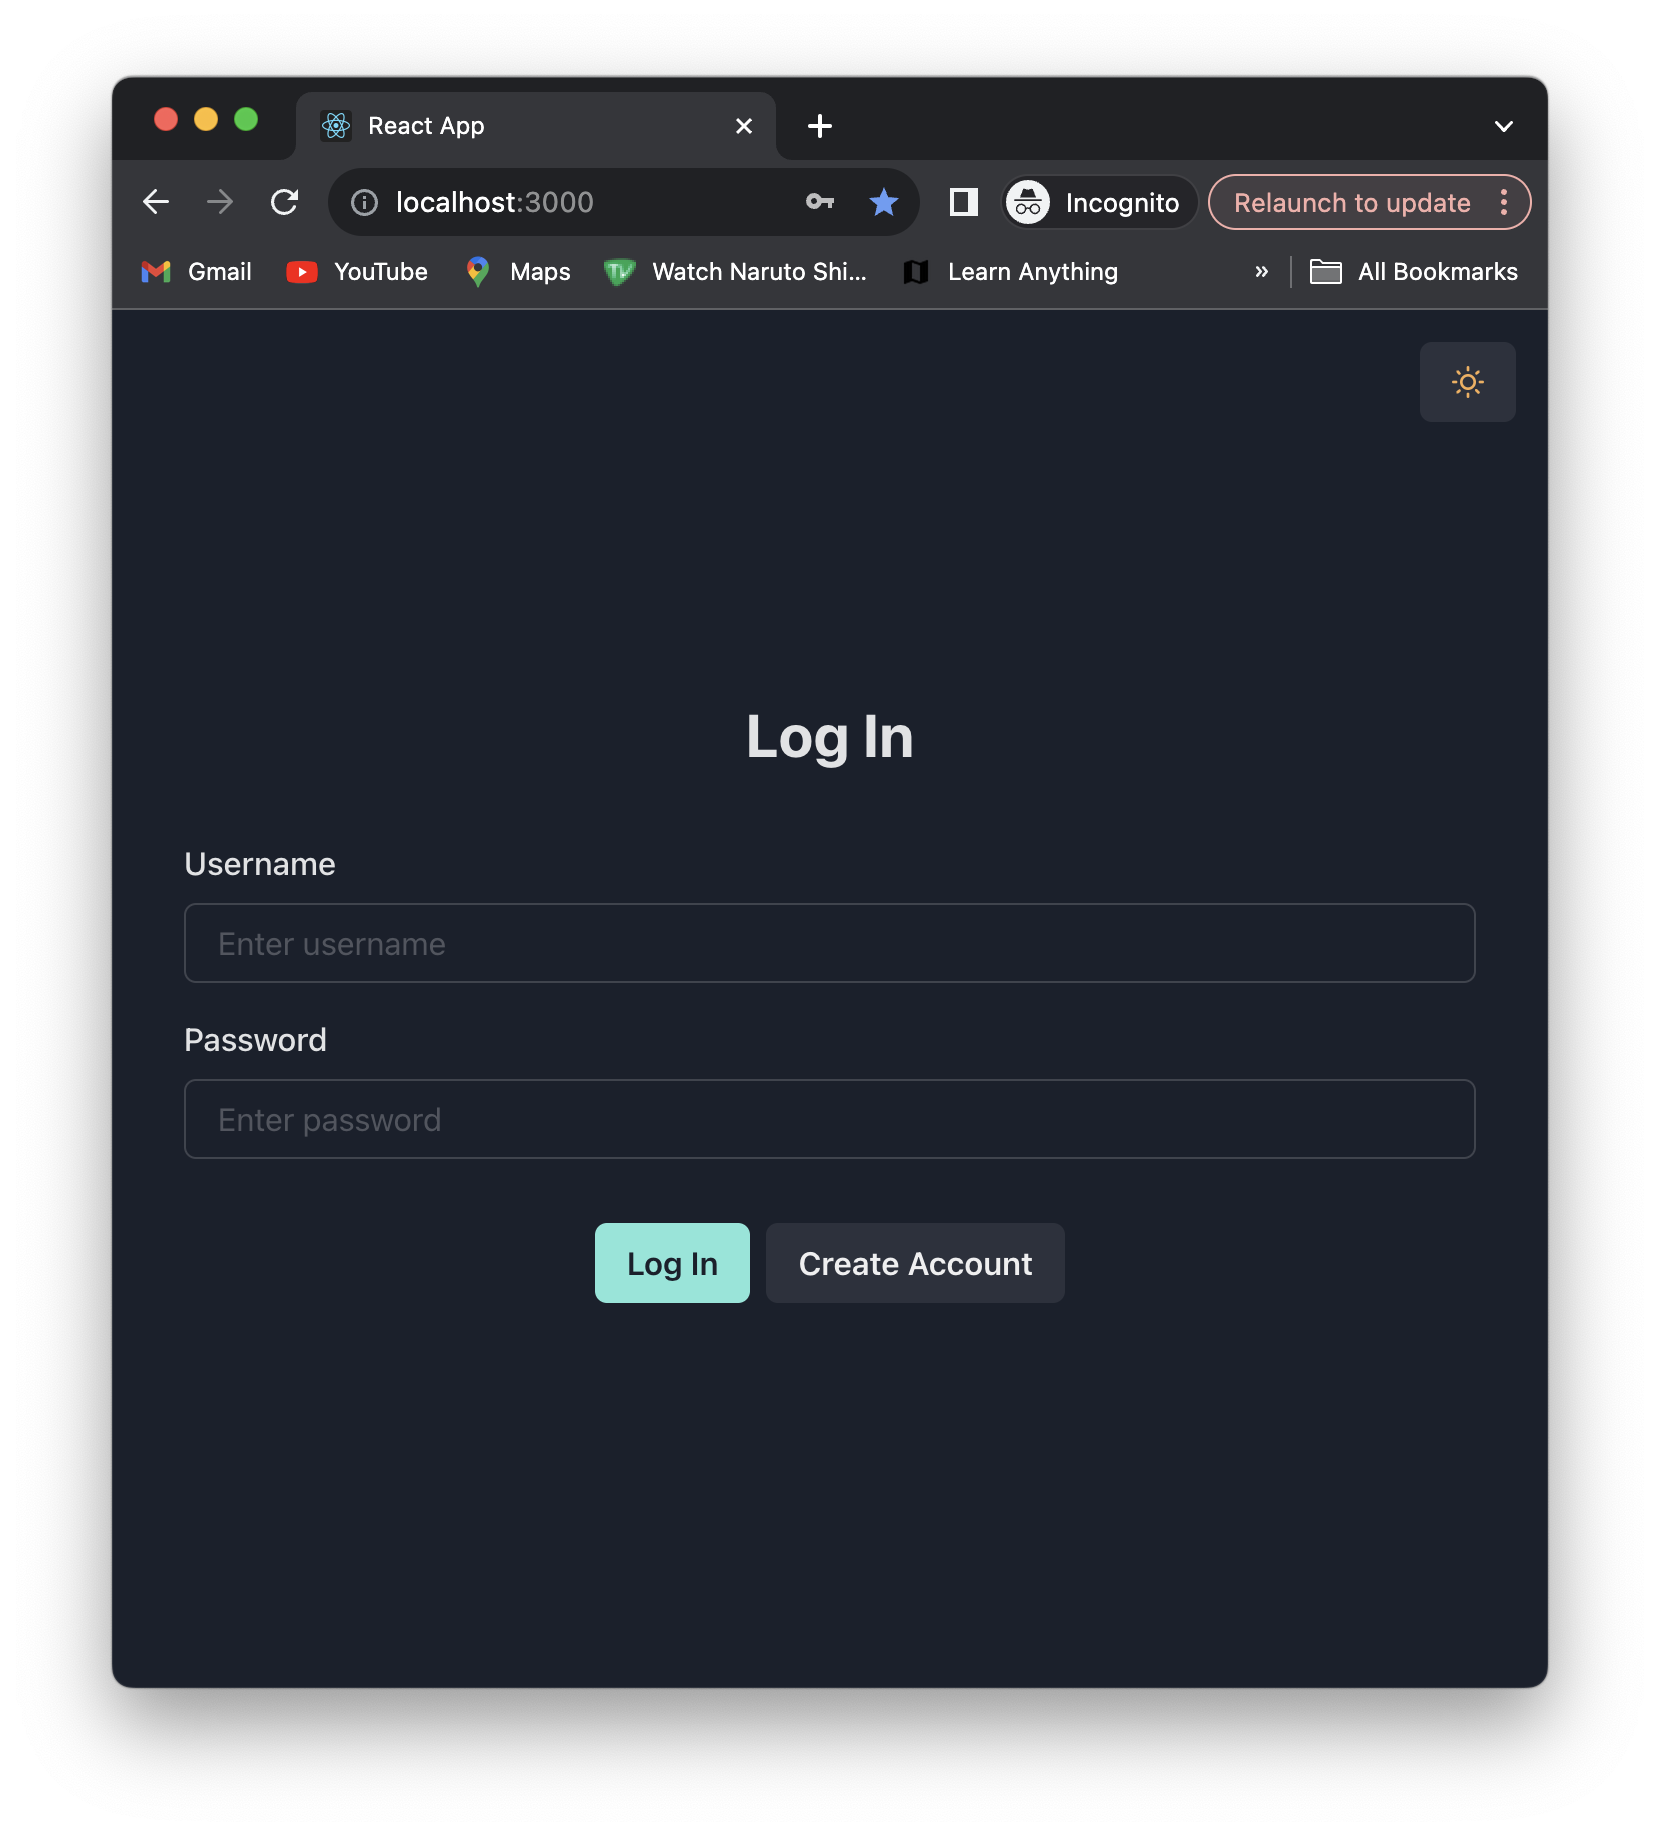 React App
localhost:3000
Incognito
Relaunch to update
Gmail
YouTube
Maps
Watch Naruto Shi...
Learn Anything
»
All Bookmarks
Log In
Username
Enter username
Password
Enter password
Log In
Create Account